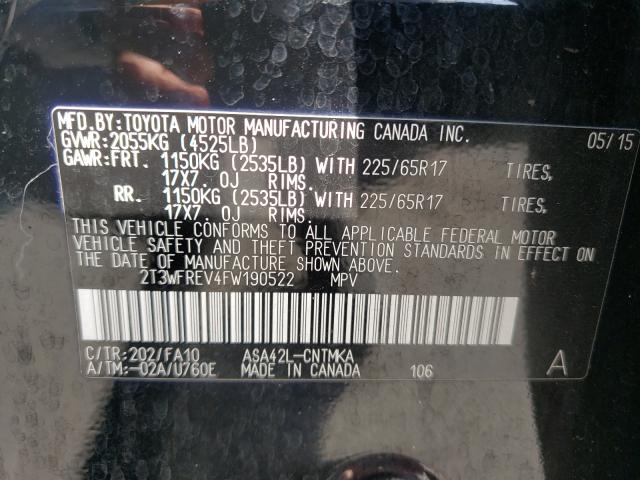 MFD.BY:TOYOTA MOTOR MANUFACTURING CANADA INC. 05/15
GVWR:2055KG (4525LB)
GAWR:FRT. 1150KG (2535LB) WITH 225/65R17 TIRES,
17X7. OJ RIMS.
RR. 1150KG (2535LB) WITH 225/65R17 TIRES,
17X7. OJ RIMS.
THIS VEHICLE CONFORMS TO ALL APPLICABLE FEDERAL MOTOR
VEHICLE SAFETY AND THEFT PREVENTION STANDARDS IN EFFECT ON
THE DATE OF MANUFACTURE SHOWN ABOVE.
2T3WFREV4FW190522 MPV
C/TR:202/FA10 ASA42L-CNTMKA
A/TM:-02A/U760E MADE IN CANADA 106 A